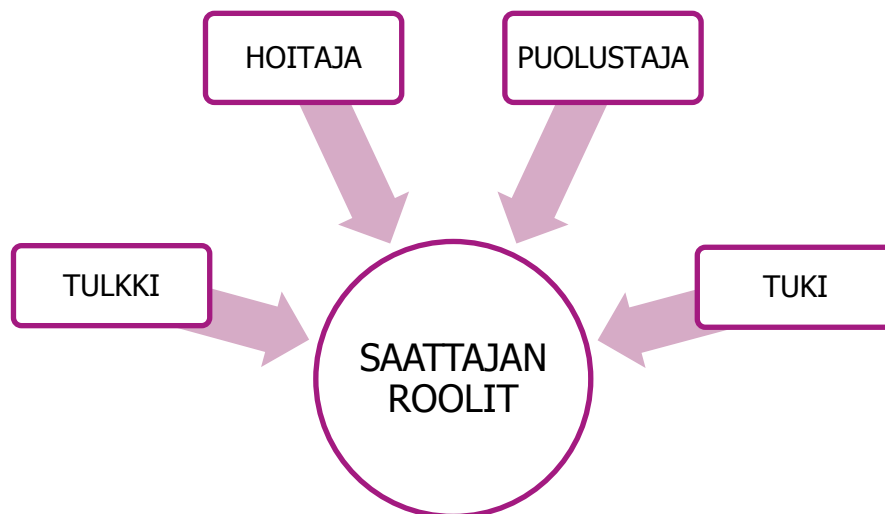 HOITAJA
PUOLUSTAJA
TULKKI
TUKI
SAATTAJAN
ROOLIT